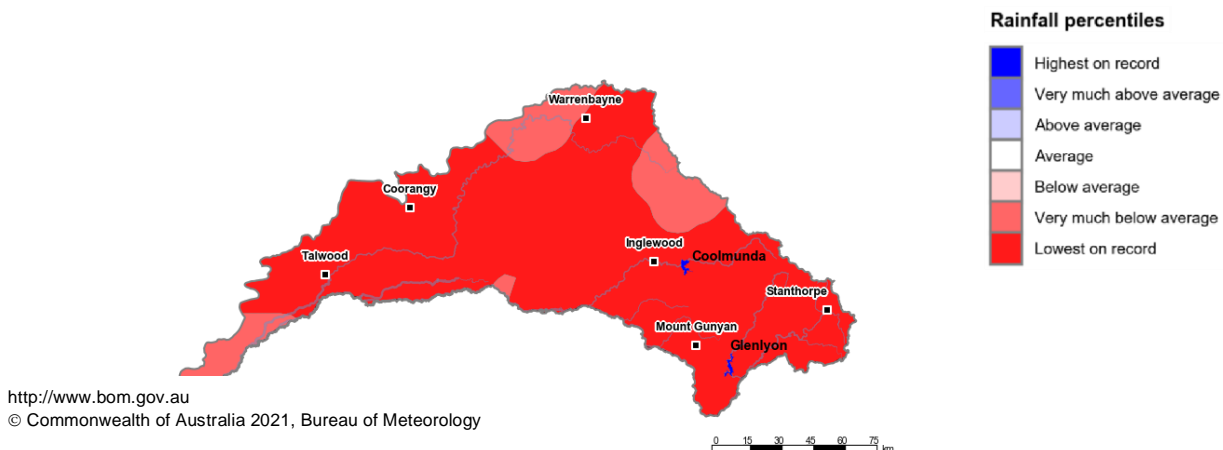 Rainfall percentiles
Highest on record
Very much above average
Above average
Average
Below average
Very much below average
Lowest on record
Warrenbayne
Coorangy
Talwood
Inglewood
Coolmunda
Stanthorpe
Mount Gunyan
Glenlyon
http://www.bom.gov.au
© Commonwealth of Australia 2021, Bureau of Meteorology
0 15 30 45 60 75
km